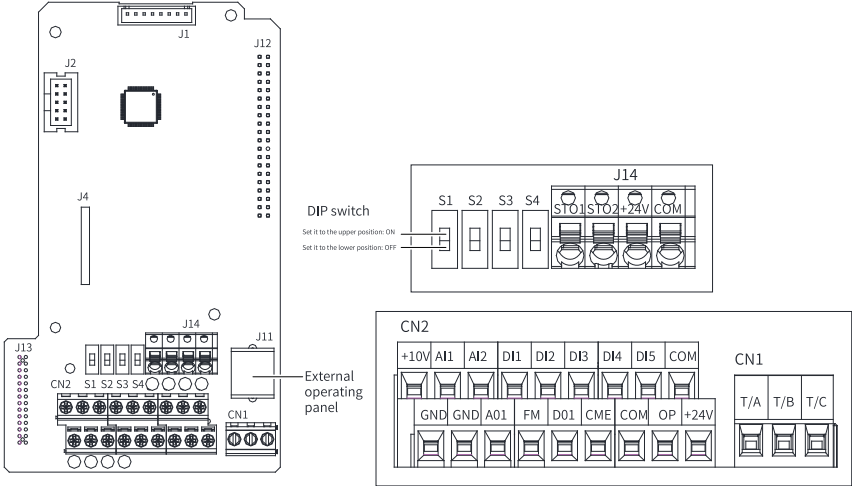 J1
J12
J2
J4
J14
J13
J11
CN2 S1 S2 S3 S4
CN1
External
operating
panel
J14
S1 S2 S3 S4
STO1 STO2 +24V COM
DIP switch
Set it to the upper position: ON
Set it to the lower position: OFF
CN2
+10V AI1 AI2 DI1 DI2 DI3 DI4 DI5 COM
GND GND A01 FM D01 CME COM OP +24V
CN1
T/A T/B T/C